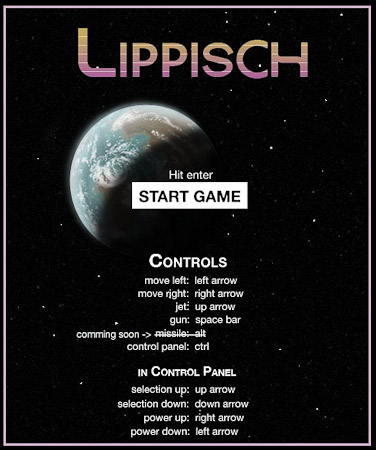 LIPPISCH
Hit enter
START GAME
CONTROLS
move left: left arrow
move right: right arrow
jet: up arrow
gun: space bar
comming soon -> missile: alt
control panel: ctrl
IN CONTROL PANEL
selection up: up arrow
selection down: down arrow
power up: right arrow
power down: left arrow